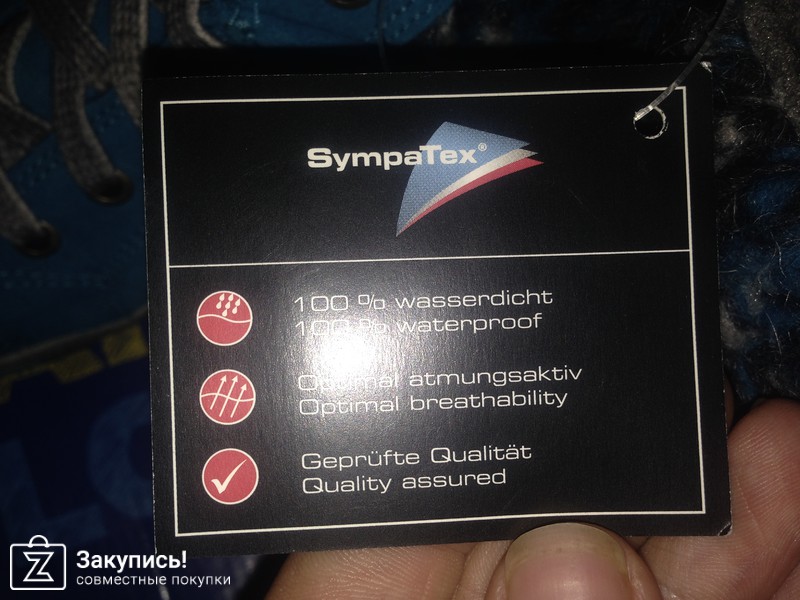 SympaTex®
100 % wasserdicht
100 % waterproof
Optimal atmungsaktiv
Optimal breathability
Geprüfte Qualität
Quality assured
Закупись!
совместные покупки